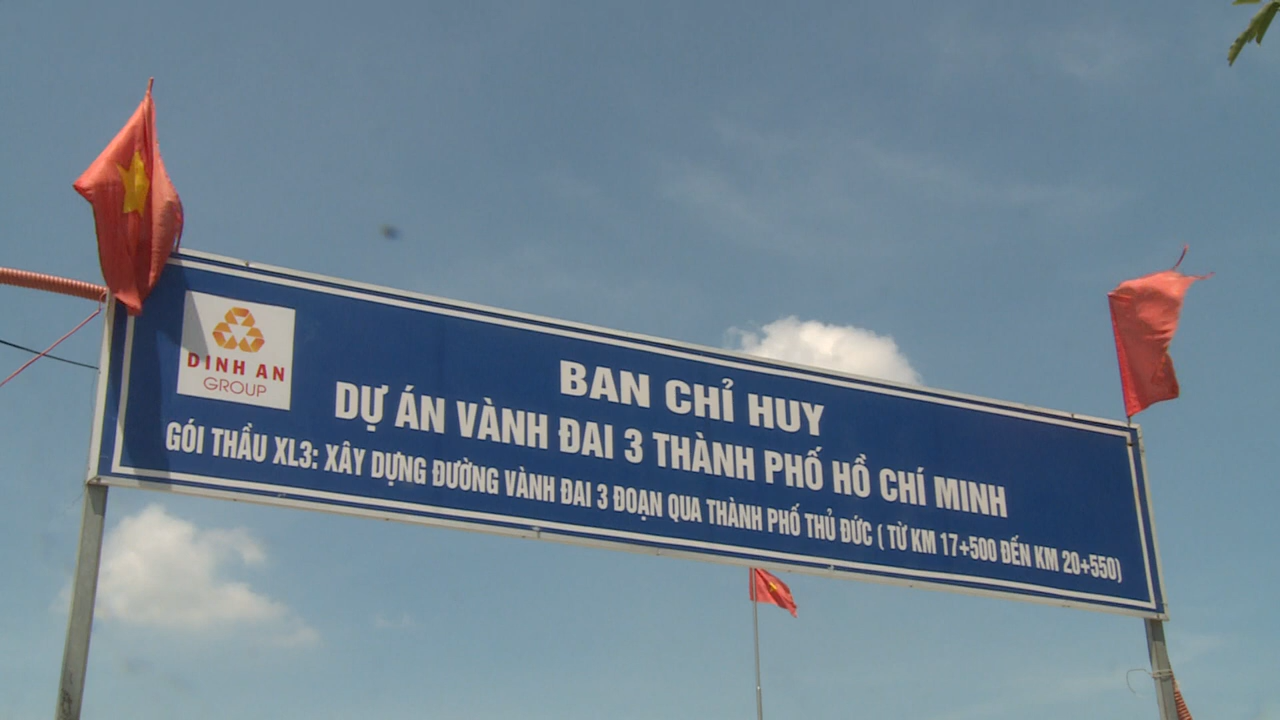 DINH AN
GROUP
BAN CHỈ HUY
DỰ ÁN VÀNH ĐAI 3 THÀNH PHỐ HỒ CHÍ MINH
GÓI THẦU XL3: XÂY DỰNG ĐƯỜNG VÀNH ĐAI 3 ĐOẠN QUA THÀNH PHỐ THỦ ĐỨC ( TỪ KM 17+500 ĐẾN KM 20+550)